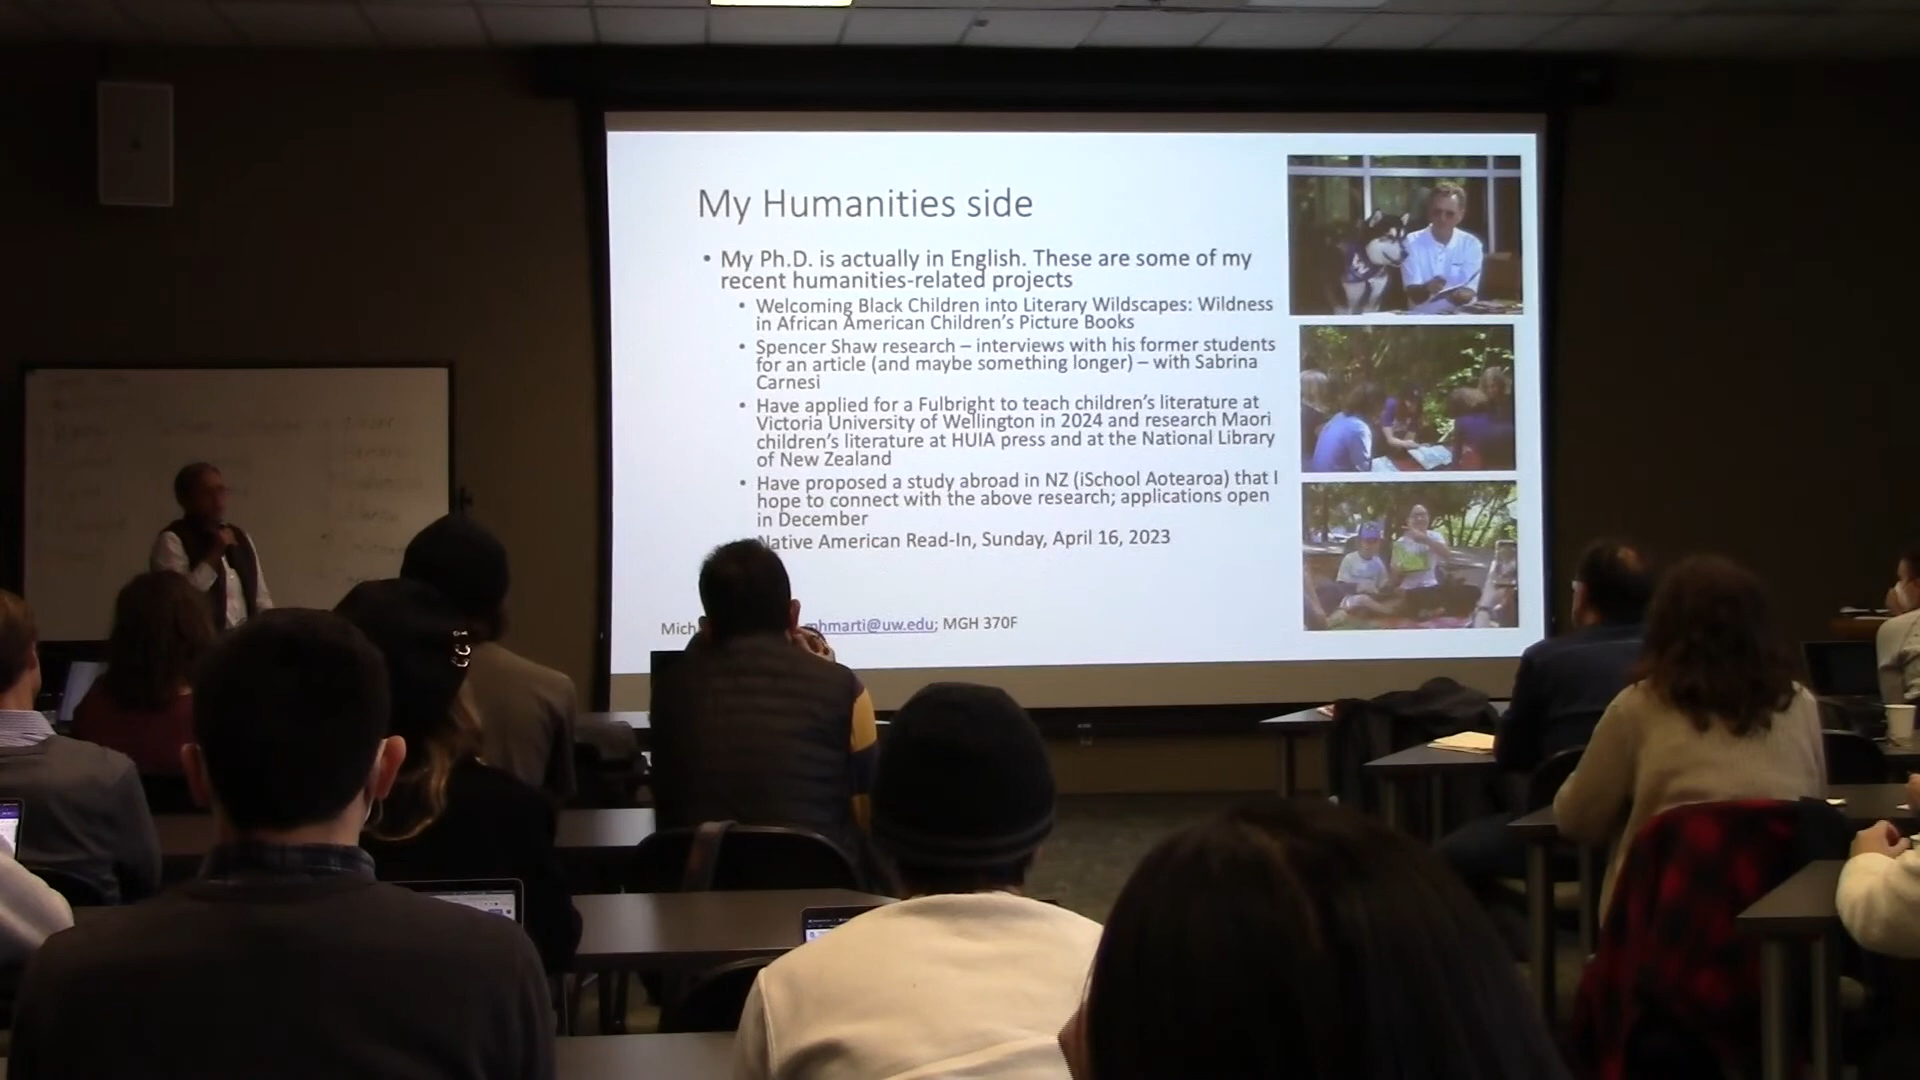 My Humanities side
• My Ph.D. is actually in English. These are some of my
recent humanities-related projects
• Welcoming Black Children into Literary Wildscapes: Wildness
in African American Children's Picture Books
• Spencer Shaw research – interviews with his former students
for an article (and maybe something longer) – with Sabrina
Carnesi
• Have applied for a Fulbright to teach children's literature at
Victoria University of Wellington in 2024 and research Maori
children's literature at HUIA press and at the National Library
of New Zealand
• Have proposed a study abroad in NZ (iSchool Aotearoa) that I
hope to connect with the above research; applications open
in December
Native American Read-In, Sunday, April 16, 2023
Mich mhmarti@uw.edu; MGH 370F